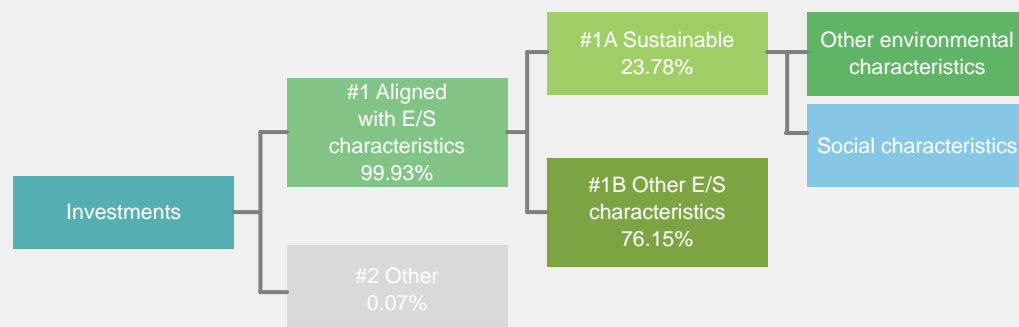 Investments
#1 Aligned
with E/S
characteristics
99.93%
#2 Other
0.07%
#1A Sustainable
23.78%
#1B Other E/S
characteristics
76.15%
Other environmental
characteristics
Social characteristics